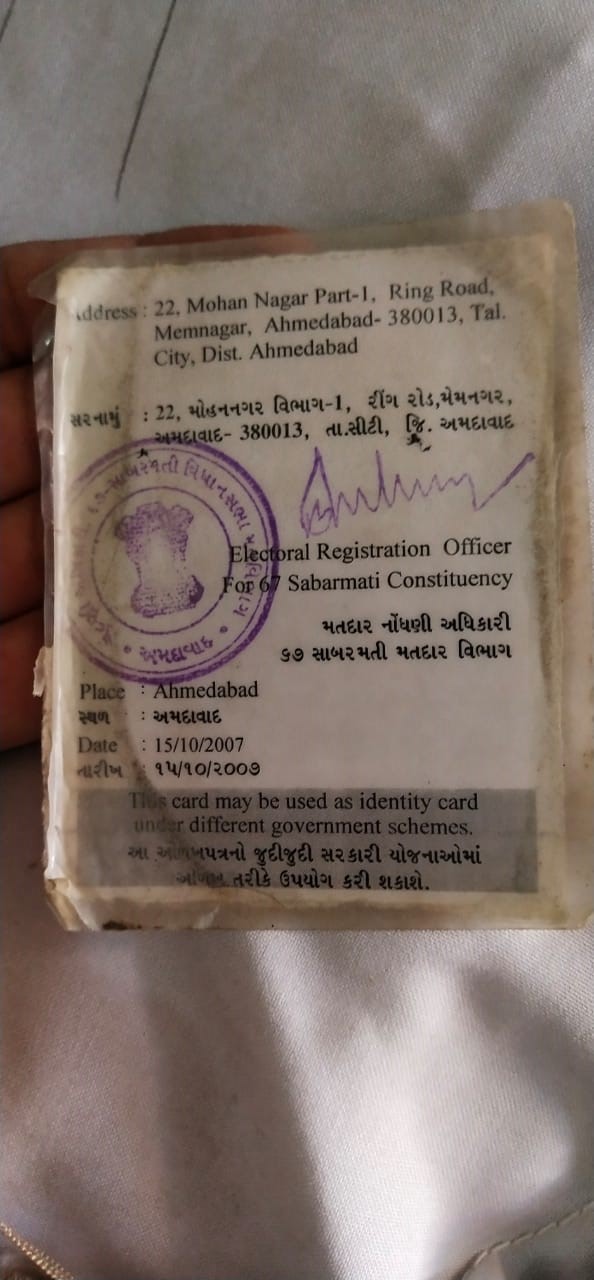 Address : 22, Mohan Nagar Part-1, Ring Road,
Memnagar, Ahmedabad- 380013, Tal.
City, Dist. Ahmedabad
સરનામું : 22, મોહનનગર વિભાગ-1, રીંગ રોડ,મેમનગર,
અમદાવાદ- 380013, તા.સીટી, જિ. અમદાવાદ
સાબરમતી વિધાનસભા
અમદાવાદ
Electoral Registration Officer
For 67 Sabarmati Constituency
મતદાર નોંધણી અધિકારી
૬૭ સાબરમતી મતદાર વિભાગ
Place : Ahmedabad
સ્થળ : અમદાવાદ
Date : 15/10/2007
તારીખ : ૧૫/૧૦/૨૦૦૭
This card may be used as identity card
under different government schemes.
આ ઓળખપત્રનો જુદીજુદી સરકારી યોજનાઓમાં
તરીકે ઉપયોગ કરી શકાશે.